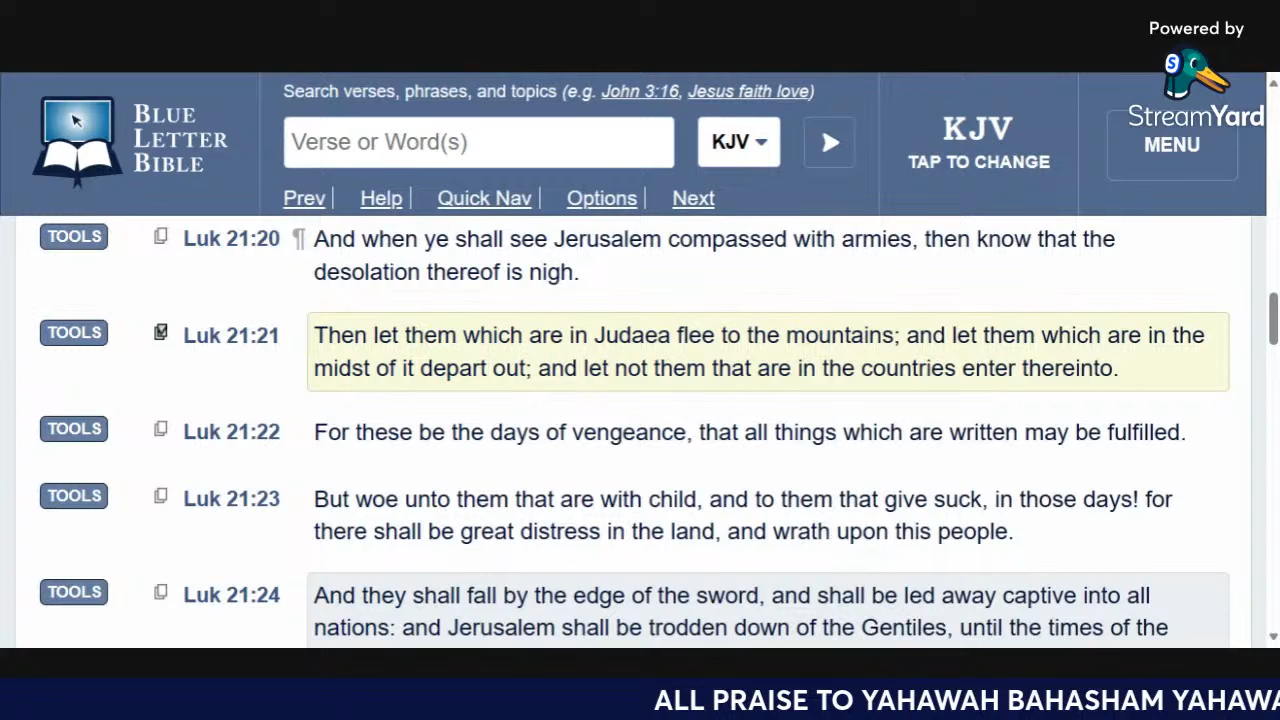 Powered by
StreamYard
BLUE
LETTER
BIBLE
Search verses, phrases, and topics (e.g. John 3:16, Jesus faith love)
Verse or Word(s)
KJV
KJV
TAP TO CHANGE
MENU
Prev
Help
Quick Nav
Options
Next
TOOLS Luk 21:20 ¶ And when ye shall see Jerusalem compassed with armies, then know that the
desolation thereof is nigh.
TOOLS Luk 21:21 Then let them which are in Judaea flee to the mountains; and let them which are in the
midst of it depart out; and let not them that are in the countries enter thereinto.
TOOLS Luk 21:22 For these be the days of vengeance, that all things which are written may be fulfilled.
TOOLS Luk 21:23 But woe unto them that are with child, and to them that give suck, in those days! for
there shall be great distress in the land, and wrath upon this people.
TOOLS Luk 21:24 And they shall fall by the edge of the sword, and shall be led away captive into all
nations: and Jerusalem shall be trodden down of the Gentiles, until the times of the
ALL PRAISE TO YAHAWAH BAHASHAM YAHAWA